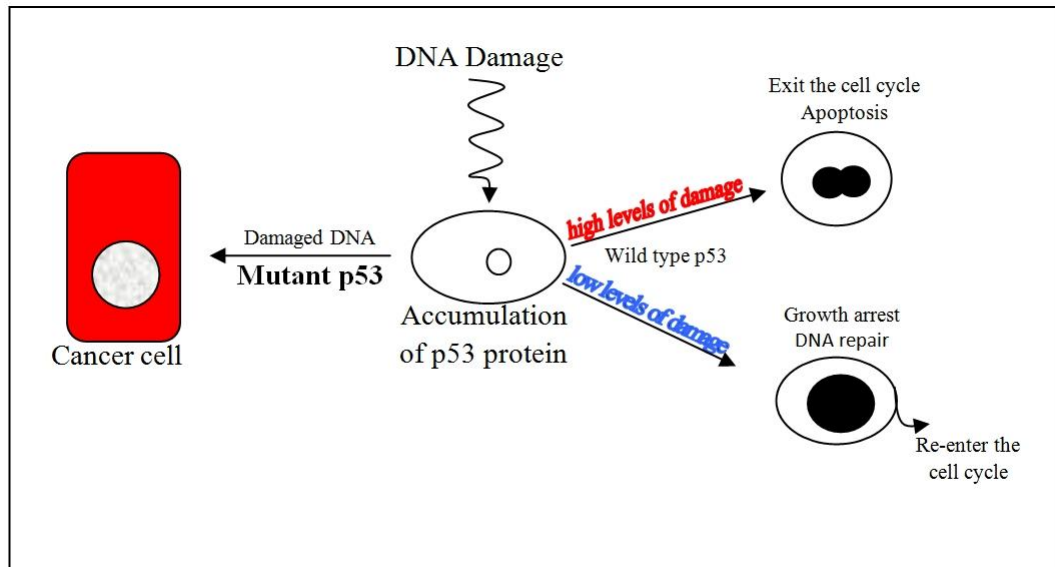 DNA Damage
Exit the cell cycle
Apoptosis
high levels of damage
Wild type p53
low levels of damage
Damaged DNA
Mutant p53
Accumulation
of p53 protein
Cancer cell
Growth arrest
DNA repair
Re-enter the
cell cycle